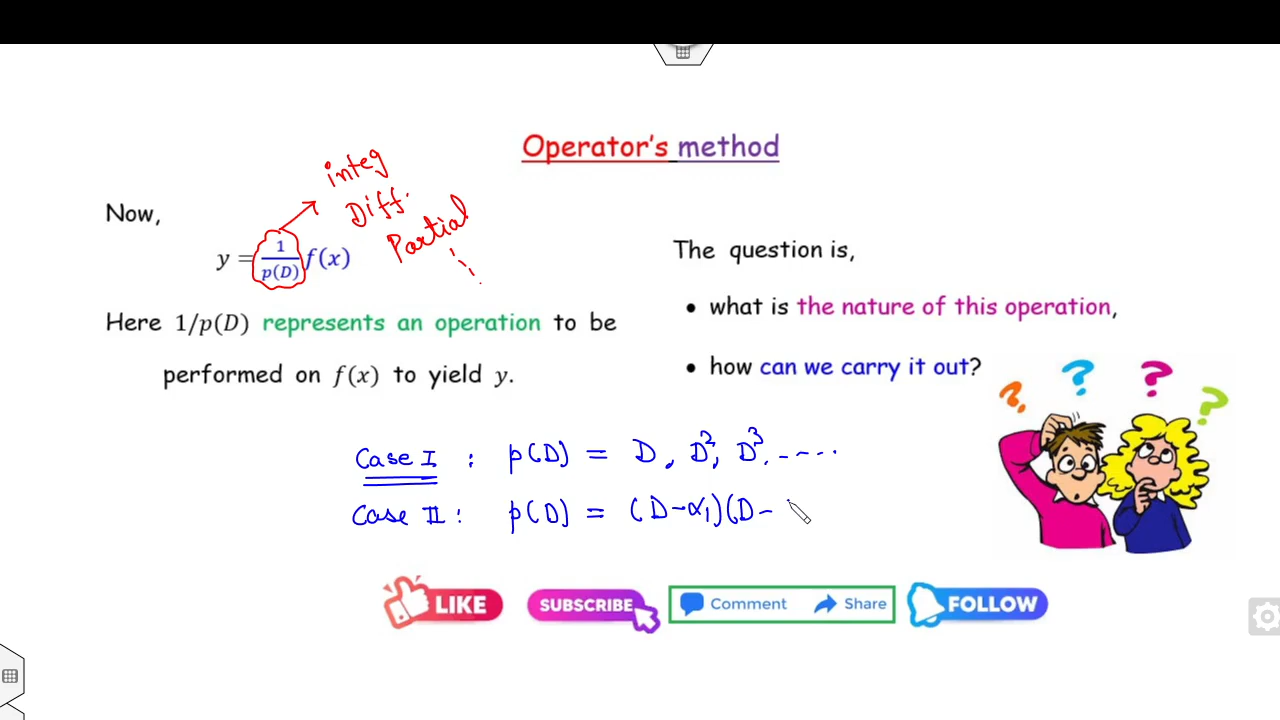 Operator's method
integ
Diff.
Partial
Now,
y = 1/p(D) f(x)
Here 1/p(D) represents an operation to be
performed on f(x) to yield y.
The question is,
• what is the nature of this operation,
• how can we carry it out?
? ? ? ?
Case I : p(D) = D, D², D³, -----
Case II : p(D) = (D-α₁)(D-
LIKE
SUBSCRIBE
Comment
Share
FOLLOW